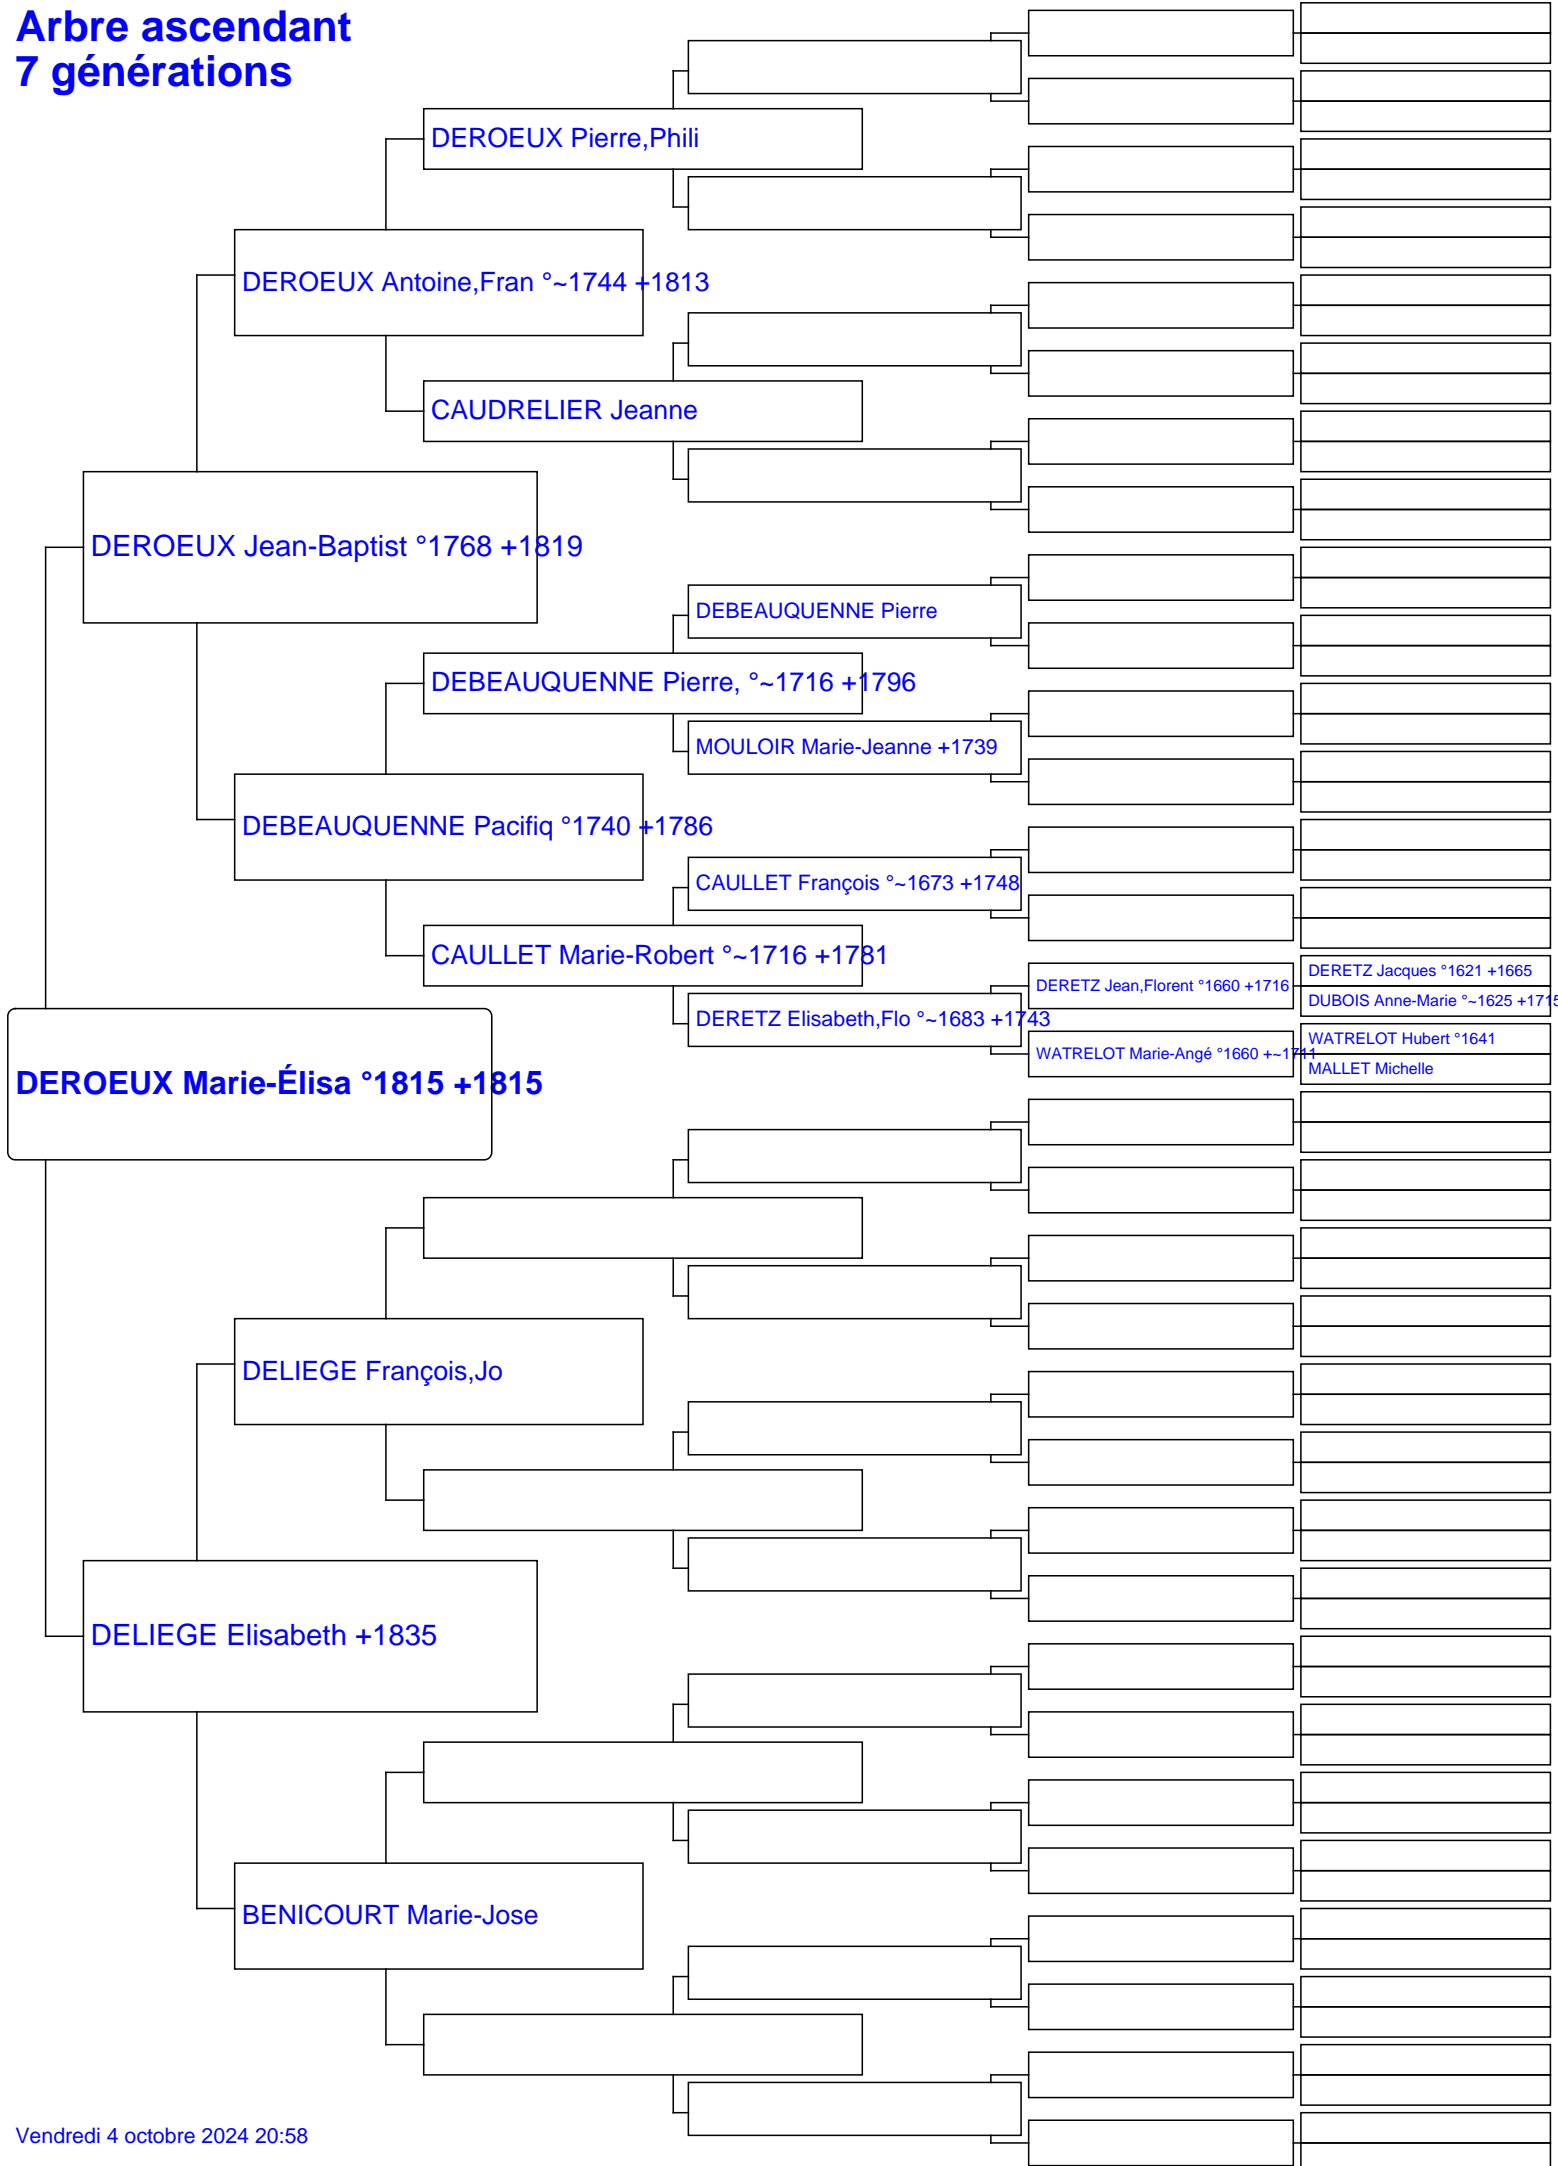 Arbre ascendant
7 générations
DEROEUX Pierre,Phili
DEROEUX Antoine,Fran °~1744 +1813
CAUDRELIER Jeanne
DEROEUX Jean-Baptist °1768 +1819
DEBEAUQUENNE Pierre
DEBEAUQUENNE Pierre, °~1716 +1796
MOULOIR Marie-Jeanne +1739
DEBEAUQUENNE Pacifiq °1740 +1786
CAULLET François °~1673 +1748
CAULLET Marie-Robert °~1716 +1781
DERETZ Jacques °1621 +1665
DERETZ Jean,Florent °1660 +1716
DUBOIS Anne-Marie °~1625 +1715
DERETZ Elisabeth,Flo °~1683 +1743
WATRELOT Hubert °1641
WATRELOT Marie-Angé °1660 +~1711
MALLET Michelle
DEROEUX Marie-Élisa °1815 +1815
DELIEGE François,Jo
DELIEGE Elisabeth +1835
BENICOURT Marie-Jose
Vendredi 4 octobre 2024 20:58